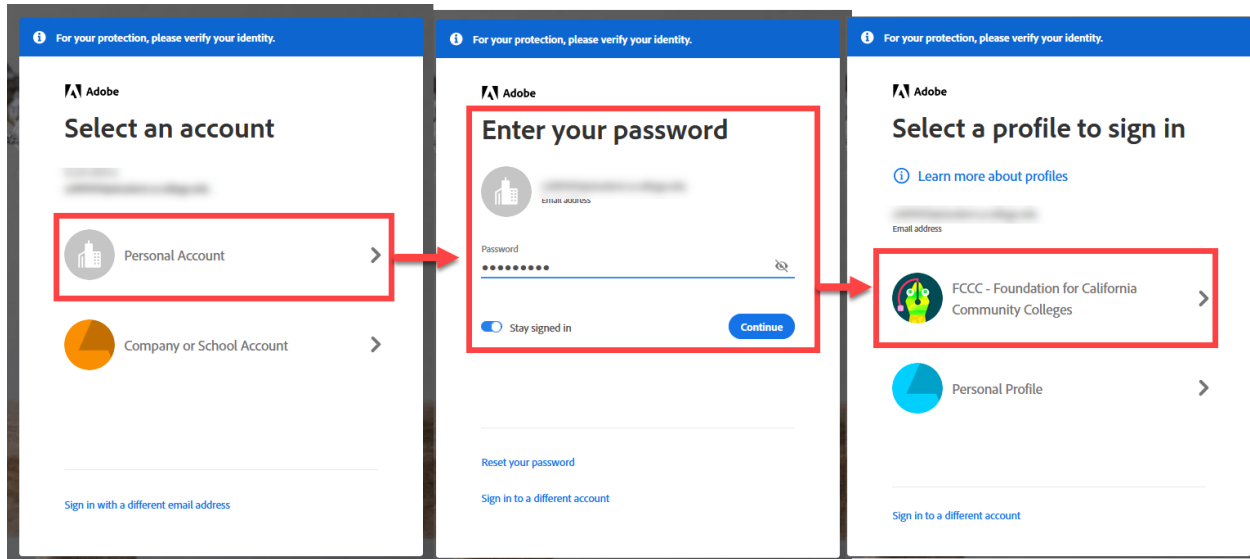 For your protection, please verify your identity.
Adobe
Select an account
Personal Account
Company or School Account
Sign in with a different email address
For your protection, please verify your identity.
Adobe
Enter your password
Email address
Password
Stay signed in
Continue
Reset your password
Sign in to a different account
For your protection, please verify your identity.
Adobe
Select a profile to sign in
Learn more about profiles
Email address
FCCC - Foundation for California
Community Colleges
Personal Profile
Sign in to a different account